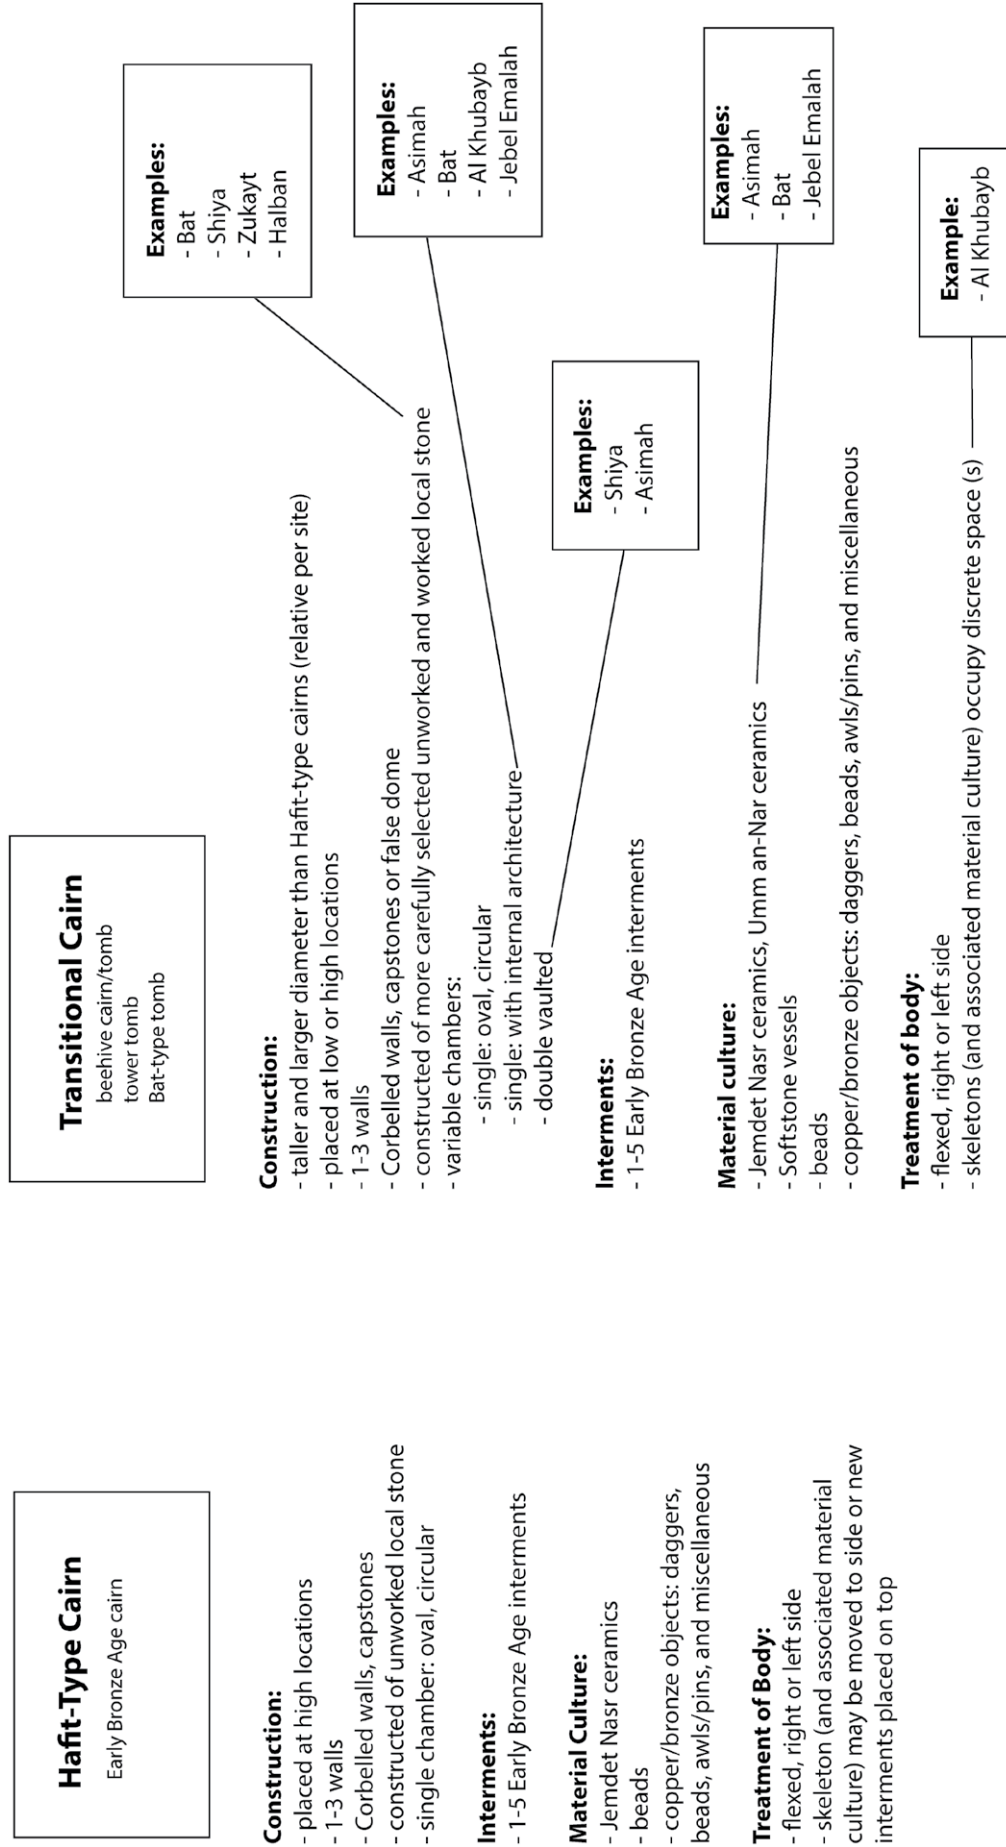 Hafit-Type Cairn
Early Bronze Age cairn
Construction:
- placed at high locations
- 1-3 walls
- Corbelled walls, capstones
- constructed of unworked local stone
- single chamber: oval, circular
Interments:
- 1-5 Early Bronze Age interments
Material Culture:
- Jemdet Nasr ceramics
- beads
- copper/bronze objects: daggers,
beads, awls/pins, and miscellaneous
Treatment of Body:
- flexed, right or left side
- skeleton (and associated material
culture) may be moved to side or new
interments placed on top
Transitional Cairn
beehive cairn/tomb
tower tomb
Bat-type tomb
Construction:
- taller and larger diameter than Hafit-type cairns (relative per site)
- placed at low or high locations
- 1-3 walls
- Corbelled walls, capstones or false dome
- constructed of more carefully selected unworked and worked local stone
- variable chambers:
- single: oval, circular
- single: with internal architecture
- double vaulted
Interments:
- 1-5 Early Bronze Age interments
Material culture:
- Jemdet Nasr ceramics, Umm an-Nar ceramics
- Softstone vessels
- beads
- copper/bronze objects: daggers, beads, awls/pins, and miscellaneous
Treatment of body:
- flexed, right or left side
- skeletons (and associated material culture) occupy discrete space (s)
Examples:
- Bat
- Shiya
- Zukayt
- Halban
Examples:
- Asimah
- Bat
- Al Khubayb
- Jebel Emalah
Examples:
- Shiya
- Asimah
Examples:
- Asimah
- Bat
- Jebel Emalah
Example:
- Al Khubayb